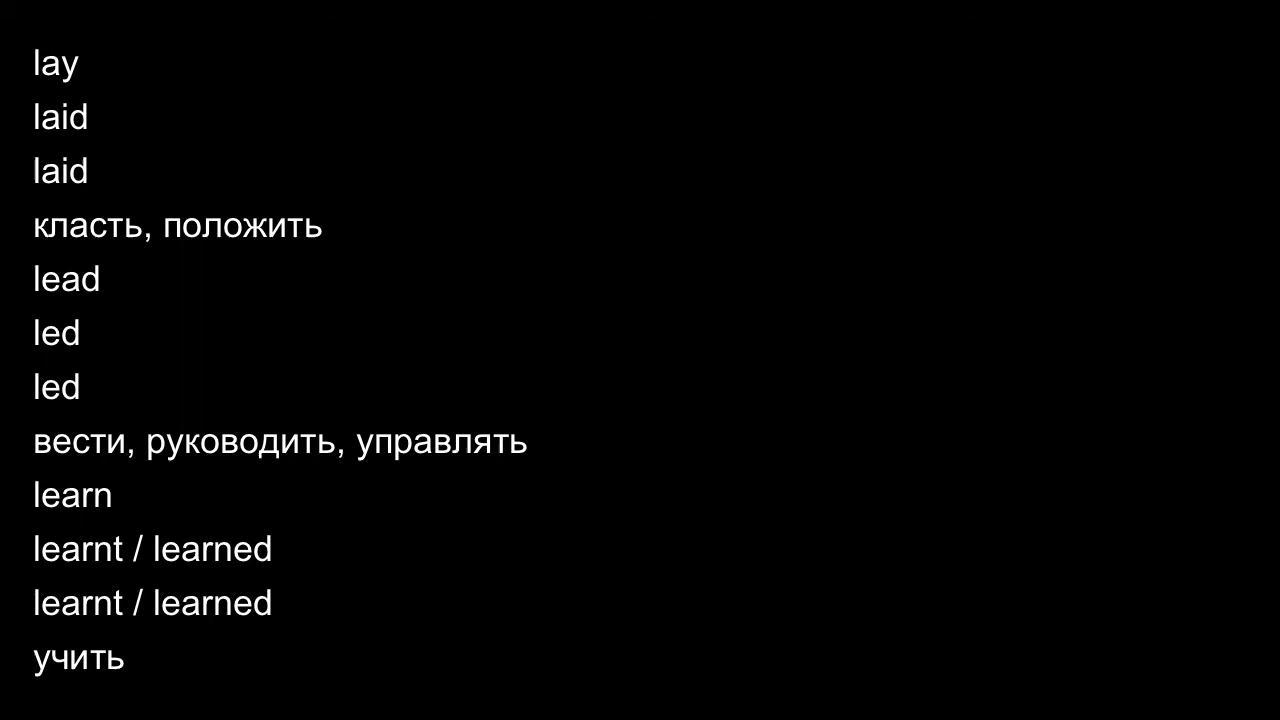 lay
laid
laid
класть, положить
lead
led
led
вести, руководить, управлять
learn
learnt / learned
learnt / learned
учить